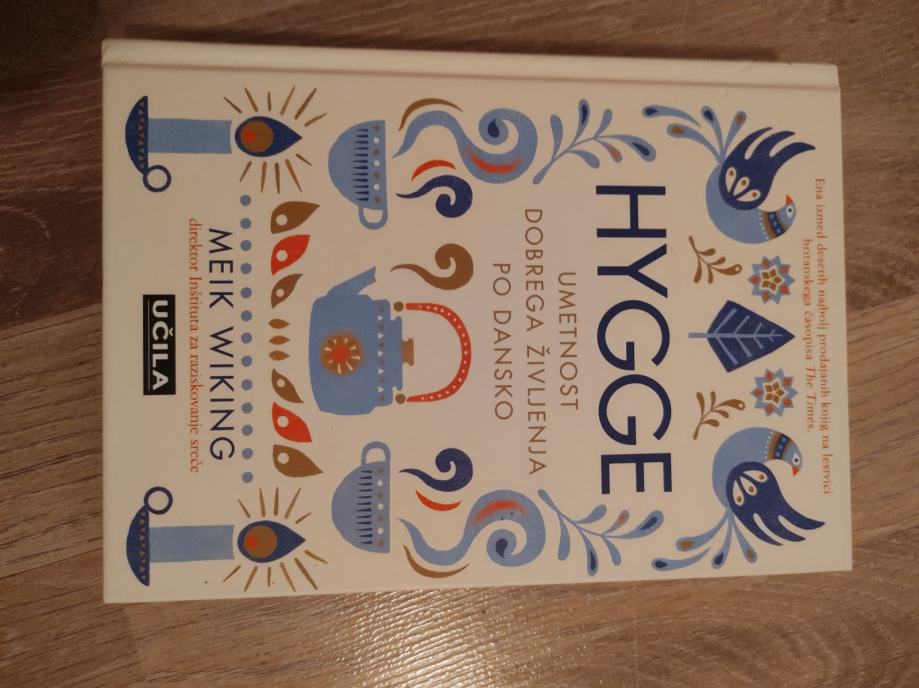 Ena izmed desetih najbolj prodajanih knjig na lestvici
britanskega časopisa The Times.
HYGGE
UMETNOST
DOBREGA ŽIVLJENJA
PO DANSKO
MEIK WIKING
direktor Inštituta za raziskovanje sreče
UČILA